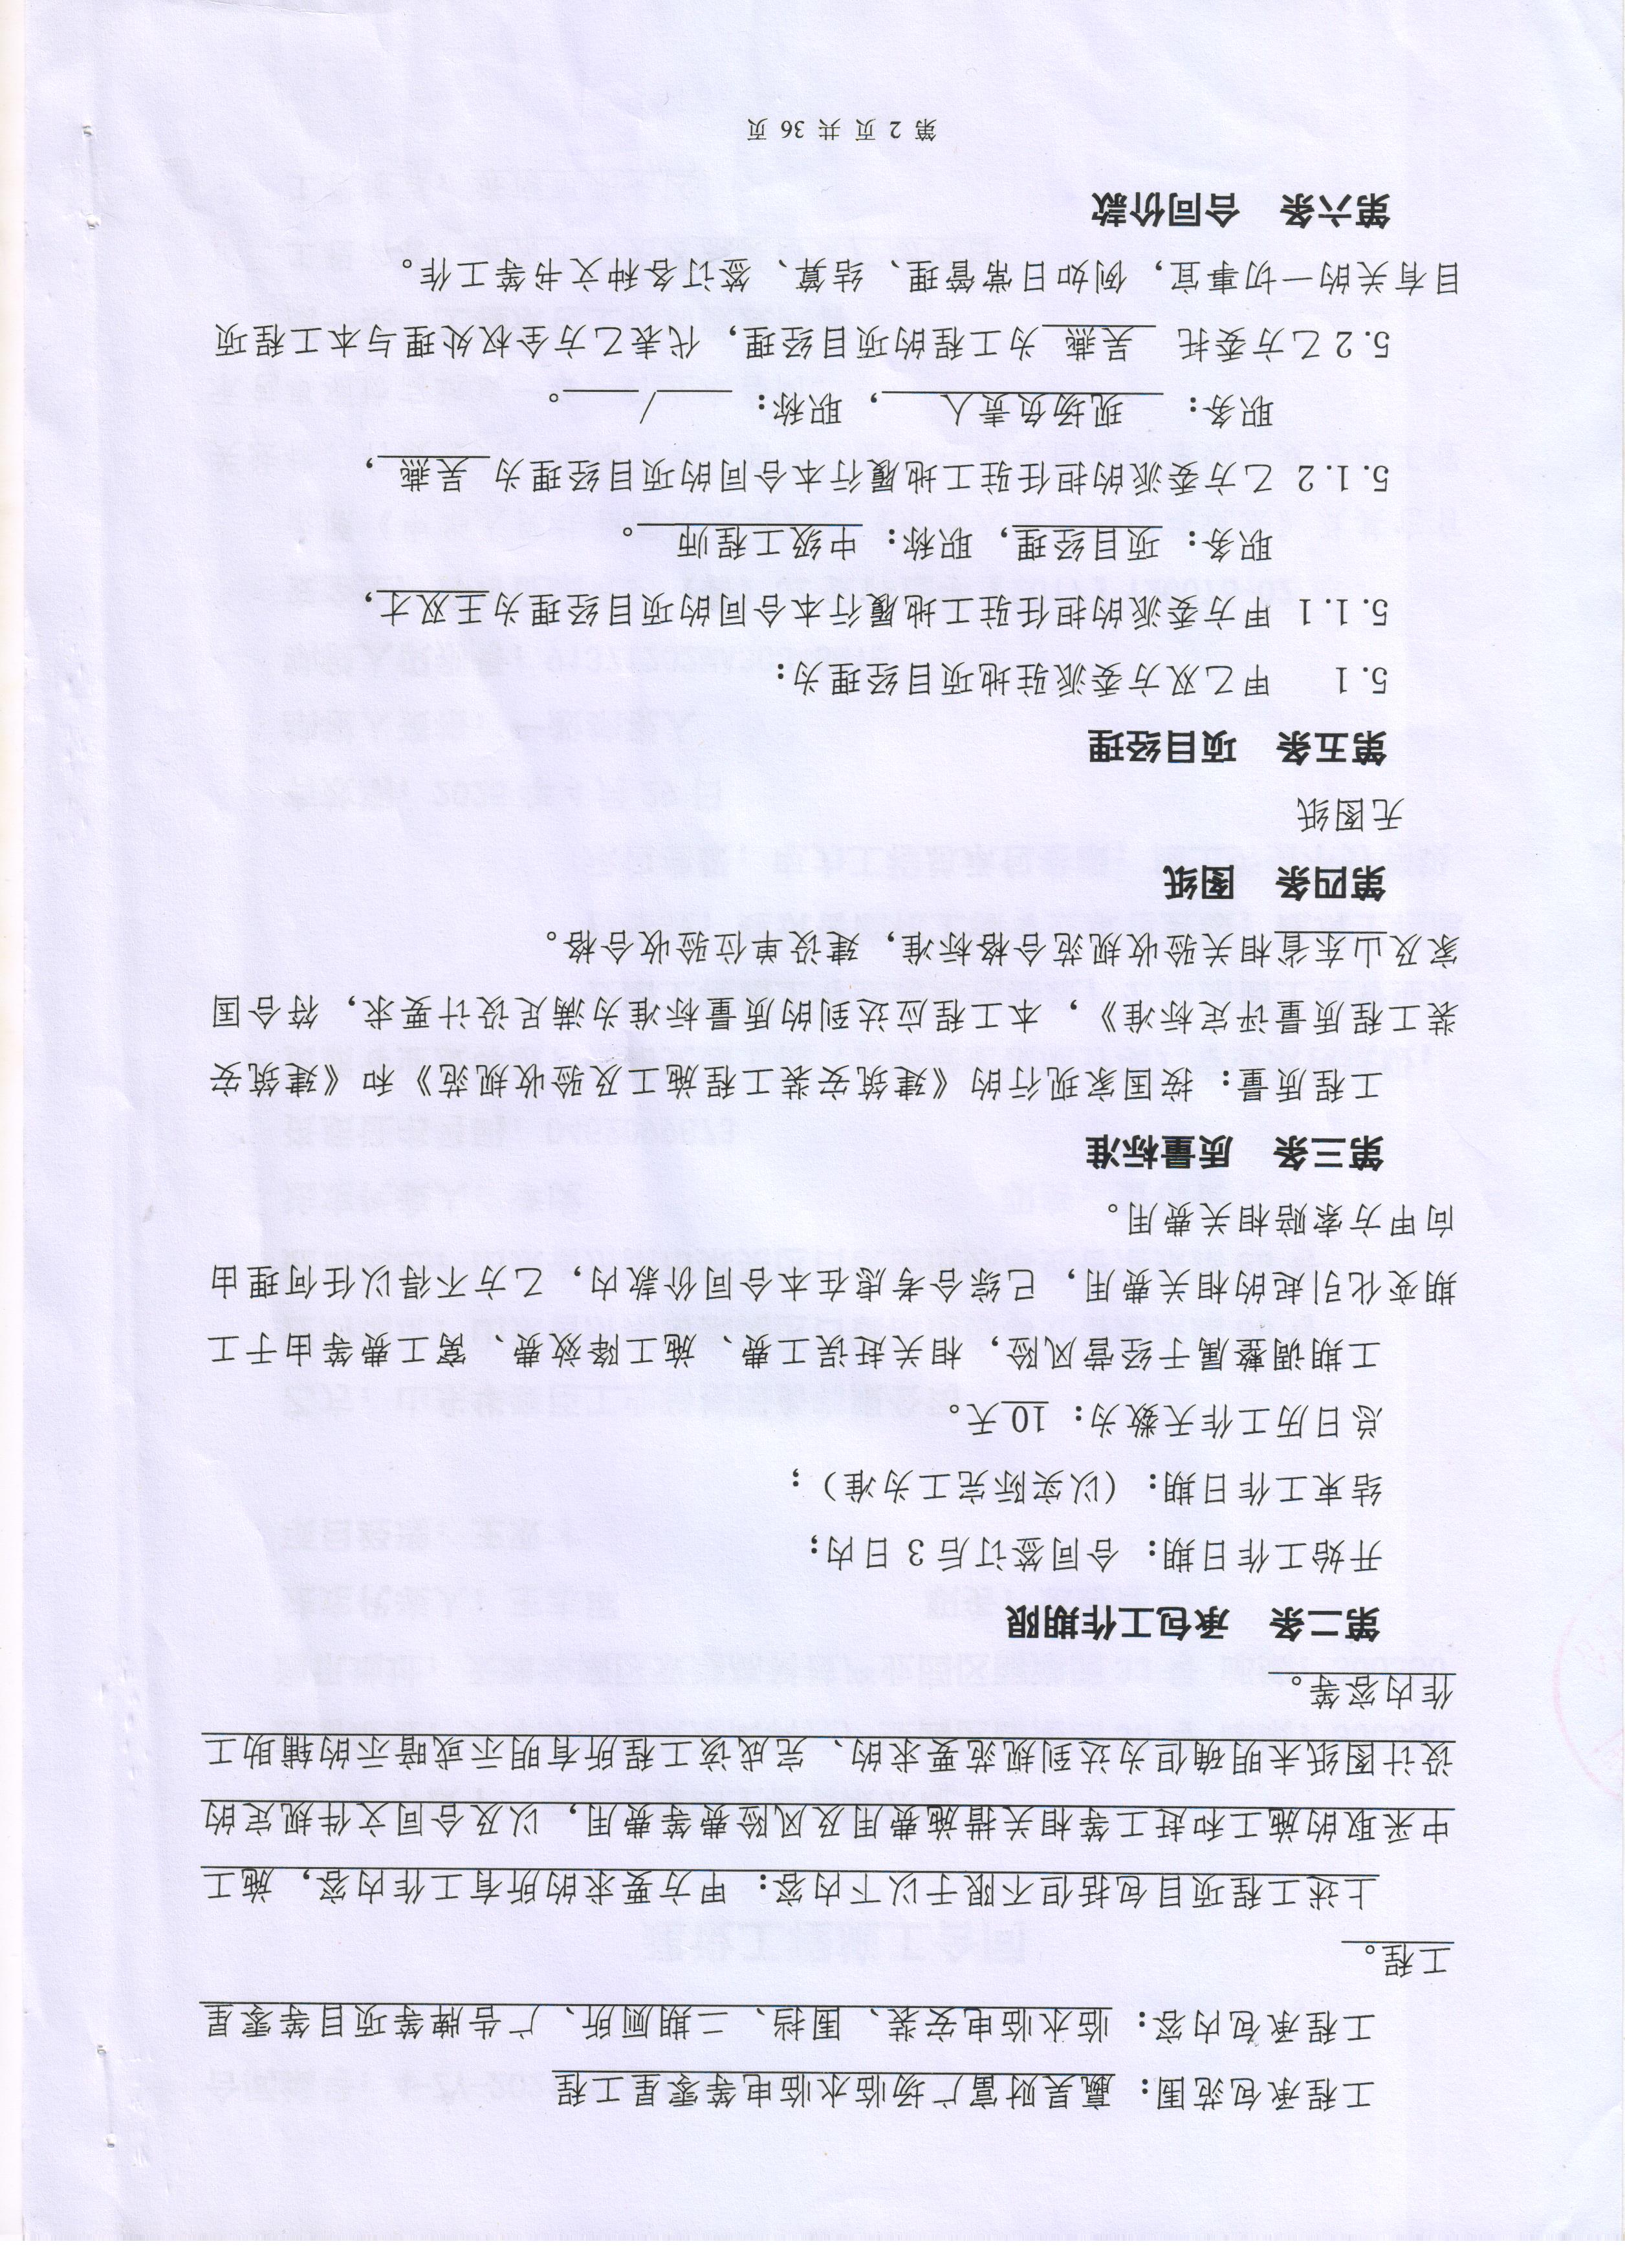 工程承包范围：赢昊财富广场临水临电等零星工程
工程承包内容：临水临电安装、围挡、二期厕所、广告牌等项目等零星
工程。
上述工程项目包括但不限于以下内容：甲方要求的所有工作内容，施工
中采取的施工和赶工等相关措施费用及风险费等费用，以及合同文件规定的
设计图纸未明确但为达到规范要求的、完成该工程所有明示或暗示的辅助工
作内容等。
第二条 承包工作期限
开始工作日期：合同签订后3日内；
结束工作日期：（以实际完工为准）；
总日历工作天数为：10天。
工期调整属于经营风险，相关赶误工费、施工降效费、窝工费等由于工
期变化引起的相关费用，已综合考虑在本合同价款内，乙方不得以任何理由
向甲方索赔相关费用。
第三条 质量标准
工程质量：按国家现行的《建筑安装工程施工及验收规范》和《建筑安
装工程质量评定标准》，本工程应达到的质量标准为满足设计要求，符合国
家及山东省相关验收规范合格标准，建设单位验收合格。
第四条 图纸
无图纸
第五条 项目经理
5.1 甲乙双方委派驻地项目经理为：
5.1.1 甲方委派的担任驻工地履行本合同的项目经理为王双才，
职务：项目经理，职称：中级工程师 。
5.1.2 乙方委派的担任驻工地履行本合同的项目经理为 吴燕 ，
职务： 现场负责人 ，职称： / 。
5.2乙方委托 吴燕 为工程的项目经理，代表乙方全权处理与本工程项
目有关的一切事宜，例如日常管理、结算、签订各种文书等工作。
第六条 合同价款
第 2 页 共 36 页